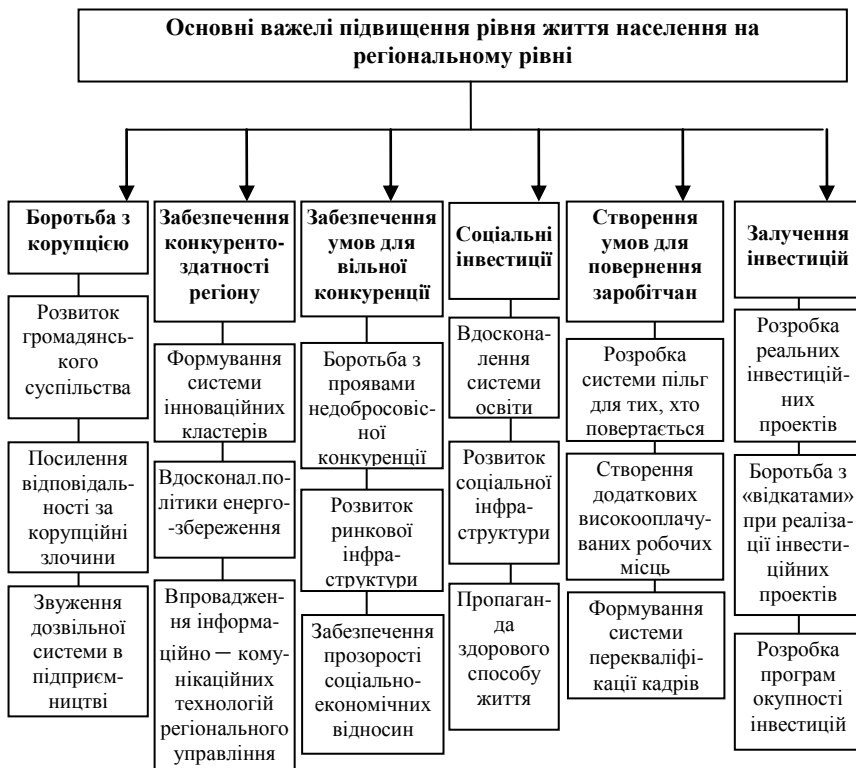 Основні важелі підвищення рівня життя населення на
регіональному рівні
Боротьба з
корупцією
Розвиток
громадянсь-
кого
суспільства
Посилення
відповідаль-
ності за
корупційні
злочини
Звуження
дозвільної
системи в
підприєм-
ництві
Забезпечення
конкуренто-
здатності
регіону
Формування
системи
інноваційних
кластерів
Вдосконал.по-
літики енерго-
-збереження
Впроваджен-
ня інформа-
ційно – кому-
нікаційних
технологій
регіонального
управління
Забезпечення
умов для
вільної
конкуренції
Боротьба з
проявами
недобросовіс-
ної
конкуренції
Розвиток
ринкової
інфра-
структури
Забезпечення
прозорості
соціально-
економічних
відносин
Соціальні
інвестиції
Вдоскона-
лення
системи
освіти
Розвиток
соціальної
інфра-
структури
Пропаган-
да
здорового
способу
життя
Створення
умов для
повернення
заробітчан
Розробка
системи пільг
для тих, хто
повертається
Створення
додаткових
високооплачу-
ваних робочих
місць
Формування
системи
перекваліфі-
кації кадрів
Залучення
інвестицій
Розробка
реальних
інвестицій-
них
проектів
Боротьба з
«відкатами»
при реаліза-
ції інвести-
ційних
проектів
Розробка
програм
окупності
інвестицій